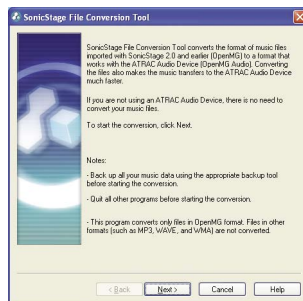 SonicStage File Conversion Tool
SonicStage File Conversion Tool converts the format of music files
imported with SonicStage 2.0 and earlier (OpenMG) to a format that
works with the ATRAC Audio Device (OpenMG Audio). Converting
the files also makes the music transfers to the ATRAC Audio Device
much faster.
If you are not using an ATRAC Audio Device, there is no need to
convert your music files.
To start the conversion, click Next.
Notes:
- Back up all your music data using the appropriate backup tool
before starting the conversion.
- Quit all other programs before starting the conversion.
- This program converts only files in OpenMG format. Files in other
formats (such as MP3, WAVE, and WMA) are not converted.
< Back Next > Cancel Help